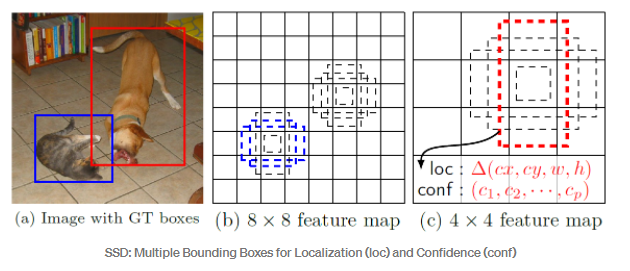 loc : Δ(cx, cy, w, h)
conf : (c₁, c₂, ⋯, cₚ)
(a) Image with GT boxes
(b) 8 × 8 feature map
(c) 4 × 4 feature map
SSD: Multiple Bounding Boxes for Localization (loc) and Confidence (conf)